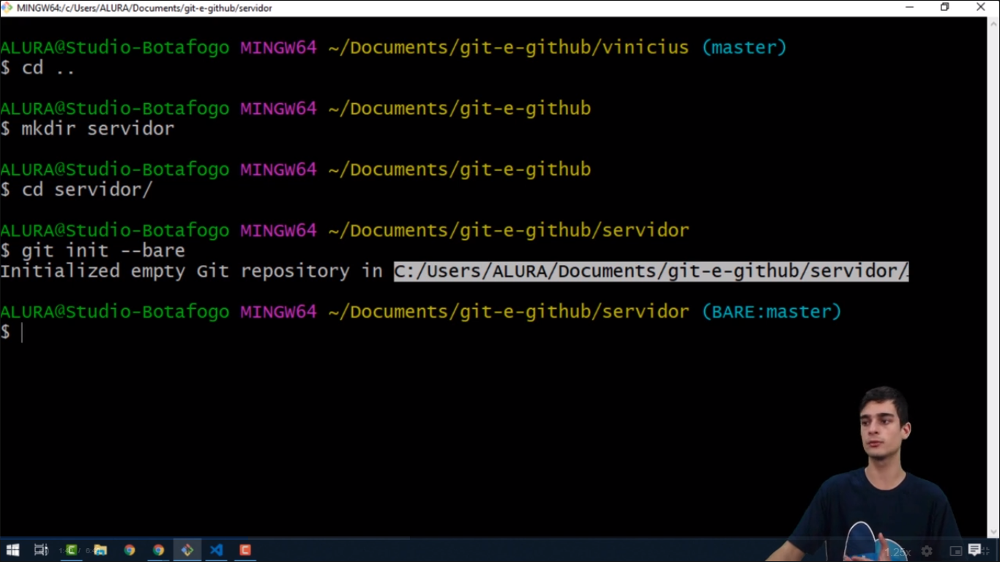 MINGW64:/c/Users/ALURA/Documents/git-e-github/servidor
ALURA@Studio-Botafogo MINGW64 ~/Documents/git-e-github/vinicius (master)
$ cd ..
ALURA@Studio-Botafogo MINGW64 ~/Documents/git-e-github
$ mkdir servidor
ALURA@Studio-Botafogo MINGW64 ~/Documents/git-e-github
$ cd servidor/
ALURA@Studio-Botafogo MINGW64 ~/Documents/git-e-github/servidor
$ git init --bare
Initialized empty Git repository in C:/Users/ALURA/Documents/git-e-github/servidor/
ALURA@Studio-Botafogo MINGW64 ~/Documents/git-e-github/servidor (BARE:master)
$
1.25x